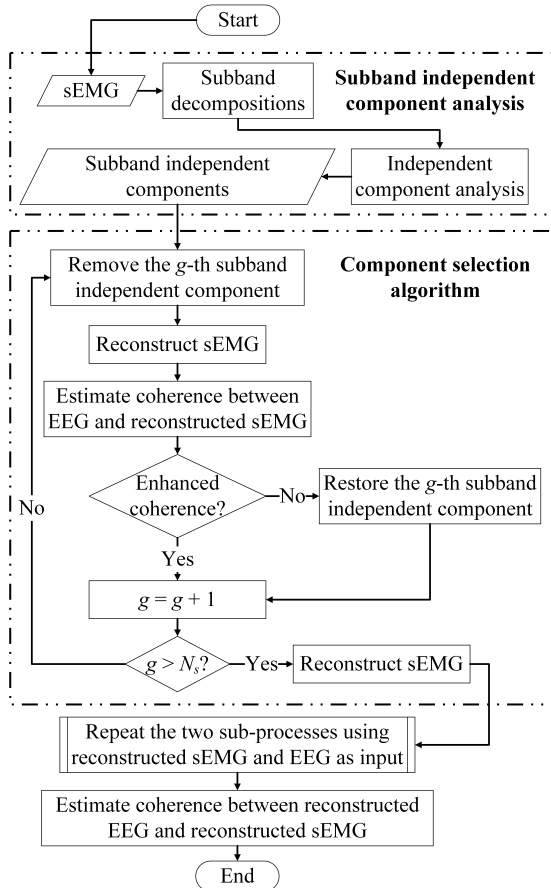 Start
sEMG
Subband
decompositions
Subband independent
component analysis
Subband independent
components
Independent
component analysis
Remove the g-th subband
independent component
Component selection
algorithm
Reconstruct sEMG
Estimate coherence between
EEG and reconstructed sEMG
Enhanced
coherence?
No
Restore the g-th subband
independent component
No
Yes
g = g + 1
g > Ns?
Yes
Reconstruct sEMG
Repeat the two sub-processes using
reconstructed sEMG and EEG as input
Estimate coherence between reconstructed
EEG and reconstructed sEMG
End